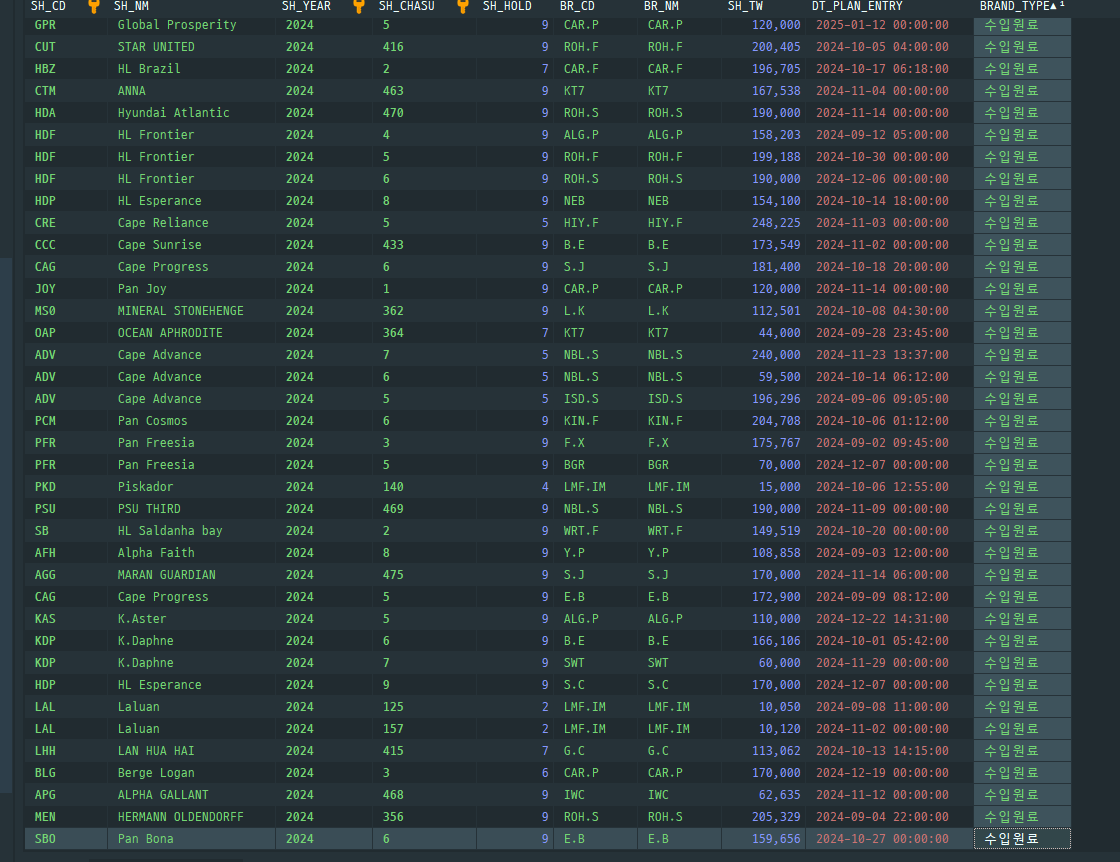 SH_CD SH_NM SH_YEAR SH_CHASU SH_HOLD BR_CD BR_NM SH_TW DT_PLAN_ENTRY BRAND_TYPE▲¹
GPR Global Prosperity 2024 5 9 CAR.P CAR.P 120,000 2025-01-12 00:00:00 수입원료
CUT STAR UNITED 2024 416 9 ROH.F ROH.F 200,405 2024-10-05 04:00:00 수입원료
HBZ HL Brazil 2024 2 7 CAR.F CAR.F 196,705 2024-10-17 06:18:00 수입원료
CTM ANNA 2024 463 9 KT7 KT7 167,538 2024-11-04 00:00:00 수입원료
HDA Hyundai Atlantic 2024 470 9 ROH.S ROH.S 190,000 2024-11-14 00:00:00 수입원료
HDF HL Frontier 2024 4 9 ALG.P ALG.P 158,203 2024-09-12 05:00:00 수입원료
HDF HL Frontier 2024 5 9 ROH.F ROH.F 199,188 2024-10-30 00:00:00 수입원료
HDF HL Frontier 2024 6 9 ROH.S ROH.S 190,000 2024-12-06 00:00:00 수입원료
HDP HL Esperance 2024 8 9 NEB NEB 154,100 2024-10-14 18:00:00 수입원료
CRE Cape Reliance 2024 5 5 HIY.F HIY.F 248,225 2024-11-03 00:00:00 수입원료
CCC Cape Sunrise 2024 433 9 B.E B.E 173,549 2024-11-02 00:00:00 수입원료
CAG Cape Progress 2024 6 9 S.J S.J 181,400 2024-10-18 20:00:00 수입원료
JOY Pan Joy 2024 1 9 CAR.P CAR.P 120,000 2024-11-14 00:00:00 수입원료
MS0 MINERAL STONEHENGE 2024 362 9 L.K L.K 112,501 2024-10-08 04:30:00 수입원료
OAP OCEAN APHRODITE 2024 364 7 KT7 KT7 44,000 2024-09-28 23:45:00 수입원료
ADV Cape Advance 2024 7 5 NBL.S NBL.S 240,000 2024-11-23 13:37:00 수입원료
ADV Cape Advance 2024 6 5 NBL.S NBL.S 59,500 2024-10-14 06:12:00 수입원료
ADV Cape Advance 2024 5 5 ISD.S ISD.S 196,296 2024-09-06 09:05:00 수입원료
PCM Pan Cosmos 2024 6 9 KIN.F KIN.F 204,708 2024-10-06 01:12:00 수입원료
PFR Pan Freesia 2024 3 9 F.X F.X 175,767 2024-09-02 09:45:00 수입원료
PFR Pan Freesia 2024 5 9 BGR BGR 70,000 2024-12-07 00:00:00 수입원료
PKD Piskador 2024 140 4 LMF.IM LMF.IM 15,000 2024-10-06 12:55:00 수입원료
PSU PSU THIRD 2024 469 9 NBL.S NBL.S 190,000 2024-11-09 00:00:00 수입원료
SB HL Saldanha bay 2024 2 9 WRT.F WRT.F 149,519 2024-10-20 00:00:00 수입원료
AFH Alpha Faith 2024 8 9 Y.P Y.P 108,858 2024-09-03 12:00:00 수입원료
AGG MARAN GUARDIAN 2024 475 9 S.J S.J 170,000 2024-11-14 06:00:00 수입원료
CAG Cape Progress 2024 5 9 E.B E.B 172,900 2024-09-09 08:12:00 수입원료
KAS K.Aster 2024 5 9 ALG.P ALG.P 110,000 2024-12-22 14:31:00 수입원료
KDP K.Daphne 2024 6 9 B.E B.E 166,106 2024-10-01 05:42:00 수입원료
KDP K.Daphne 2024 7 9 SWT SWT 60,000 2024-11-29 00:00:00 수입원료
HDP HL Esperance 2024 9 9 S.C S.C 170,000 2024-12-07 00:00:00 수입원료
LAL Laluan 2024 125 2 LMF.IM LMF.IM 10,050 2024-09-08 11:00:00 수입원료
LAL Laluan 2024 157 2 LMF.IM LMF.IM 10,120 2024-11-02 00:00:00 수입원료
LHH LAN HUA HAI 2024 415 7 G.C G.C 113,062 2024-10-13 14:15:00 수입원료
BLG Berge Logan 2024 3 6 CAR.P CAR.P 170,000 2024-12-19 00:00:00 수입원료
APG ALPHA GALLANT 2024 468 9 IWC IWC 62,635 2024-11-12 00:00:00 수입원료
MEN HERMANN OLDENDORFF 2024 356 9 ROH.S ROH.S 205,329 2024-09-04 22:00:00 수입원료
SBO Pan Bona 2024 6 9 E.B E.B 159,656 2024-10-27 00:00:00 수입원료